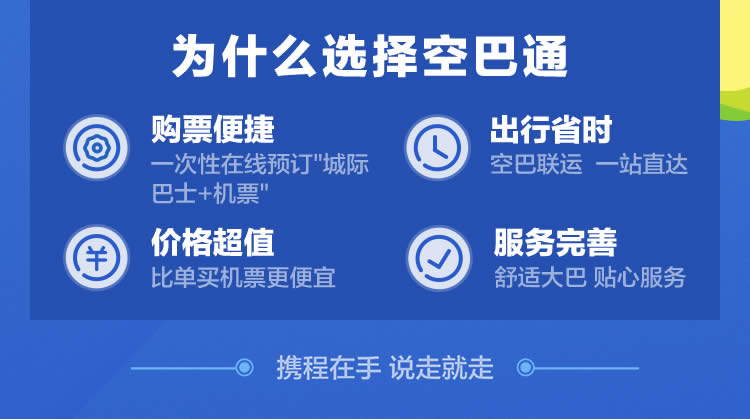 为什么选择空巴通
购票便捷
一次性在线预订"城际
巴士+机票"
出行省时
空巴联运 一站直达
价格超值
比单买机票更便宜
服务完善
舒适大巴 贴心服务
携程在手 说走就走